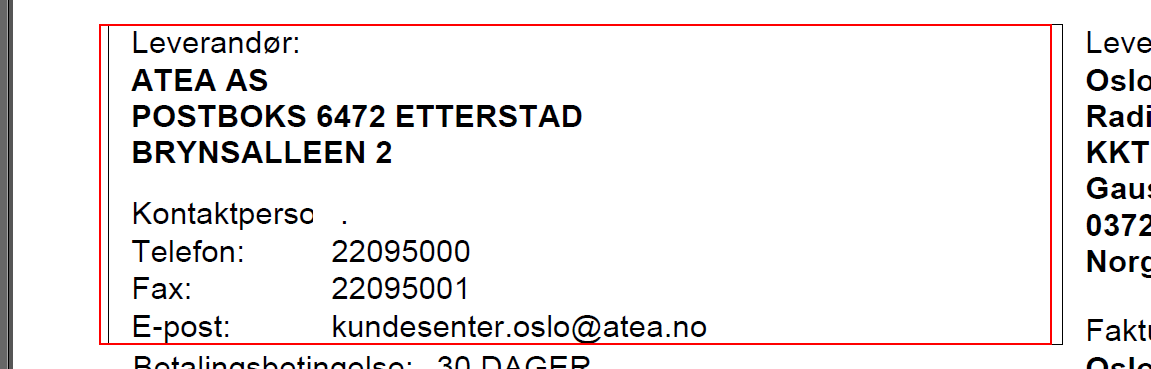 Leverandør:
ATEA AS
POSTBOKS 6472 ETTERSTAD
BRYNSALLEEN 2
Kontaktperso .
Telefon: 22095000
Fax: 22095001
E-post: kundesenter.oslo@atea.no
Betalingsbetingelse: 30 DAGER
Leve
Oslo
Radi
KKT
Gaus
0372
Norg
Faktu
Oslo